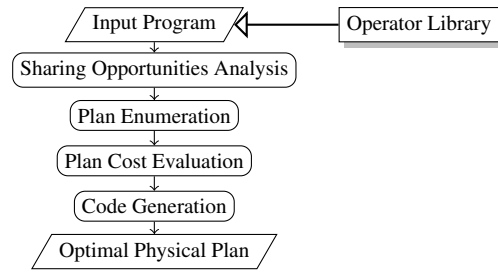 Input Program
Operator Library
Sharing Opportunities Analysis
Plan Enumeration
Plan Cost Evaluation
Code Generation
Optimal Physical Plan